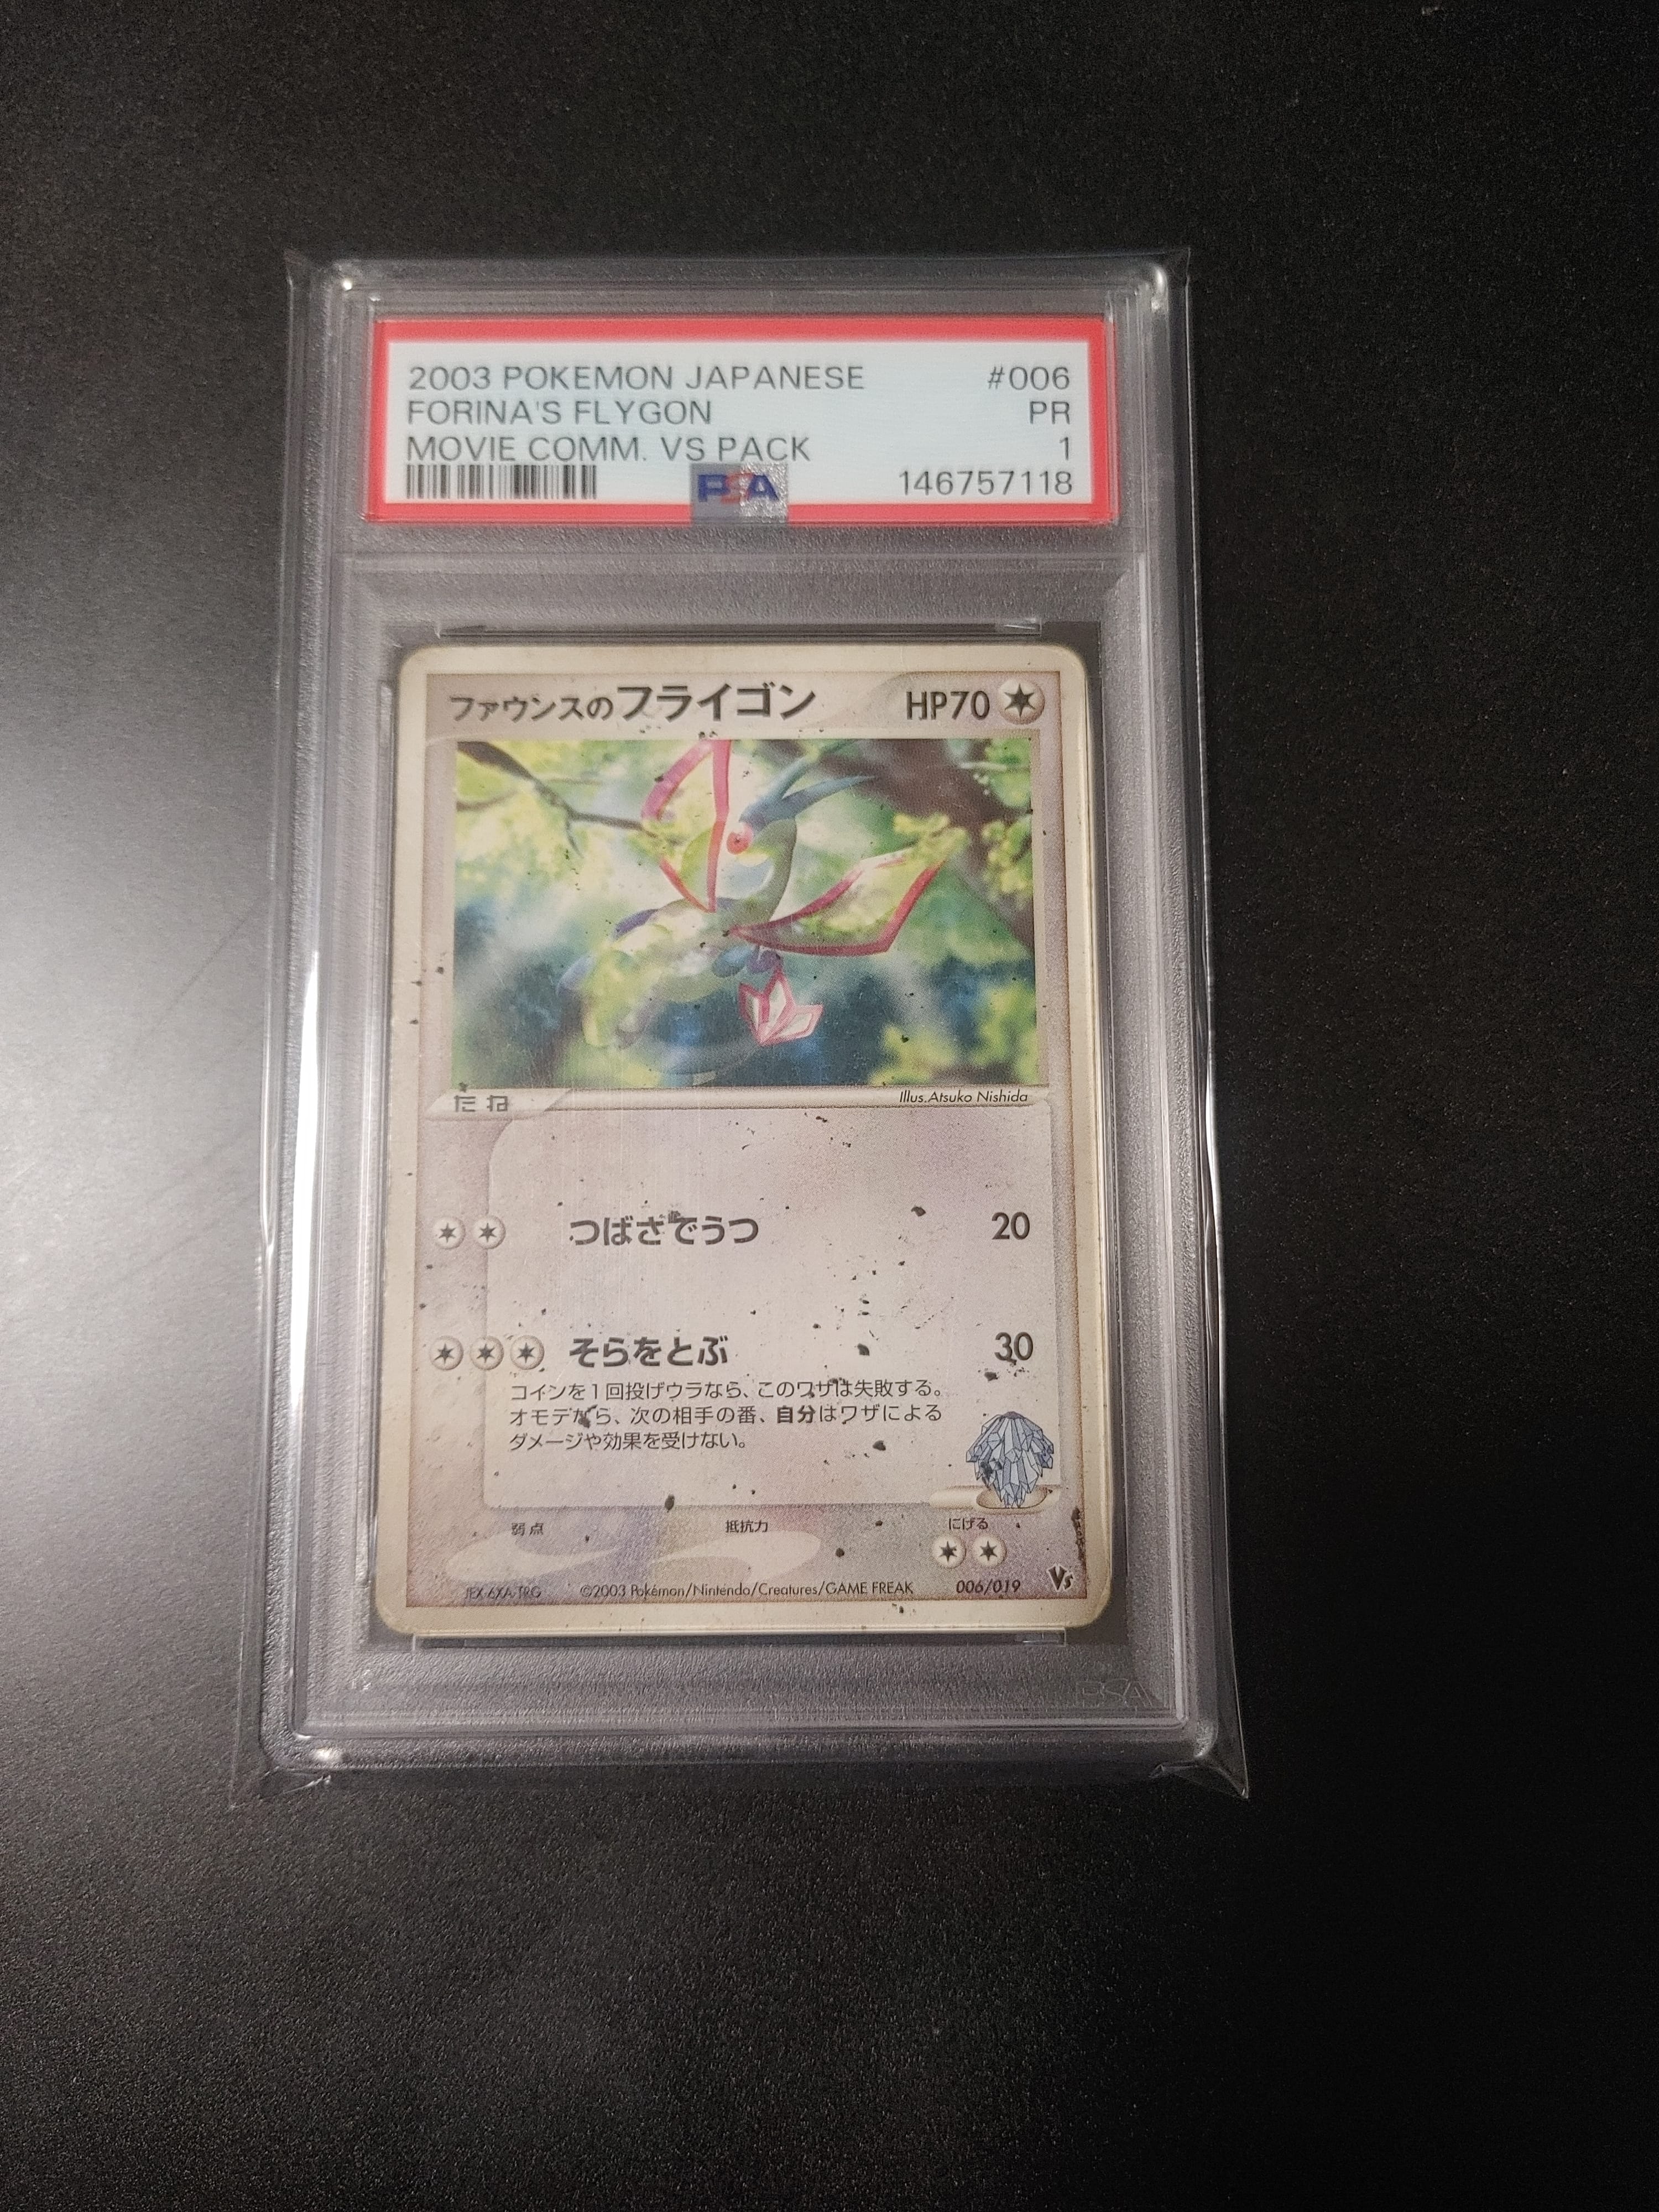 2003 POKEMON JAPANESE #006
FORINA'S FLYGON PR
MOVIE COMM. VS PACK 1
PSA 146757118
ファウンスのフライゴン HP70
たね Illus.Atsuko Nishida
つばさでうつ 20
そらをとぶ 30
コインを1回投げウラなら、このワザは失敗する。
オモテなら、次の相手の番、自分はワザによる
ダメージや効果を受けない。
弱点 抵抗力 にげる
JEX-6XA-TRG ©2003 Pokémon/Nintendo/Creatures/GAME FREAK 006/019 Vs
PSA